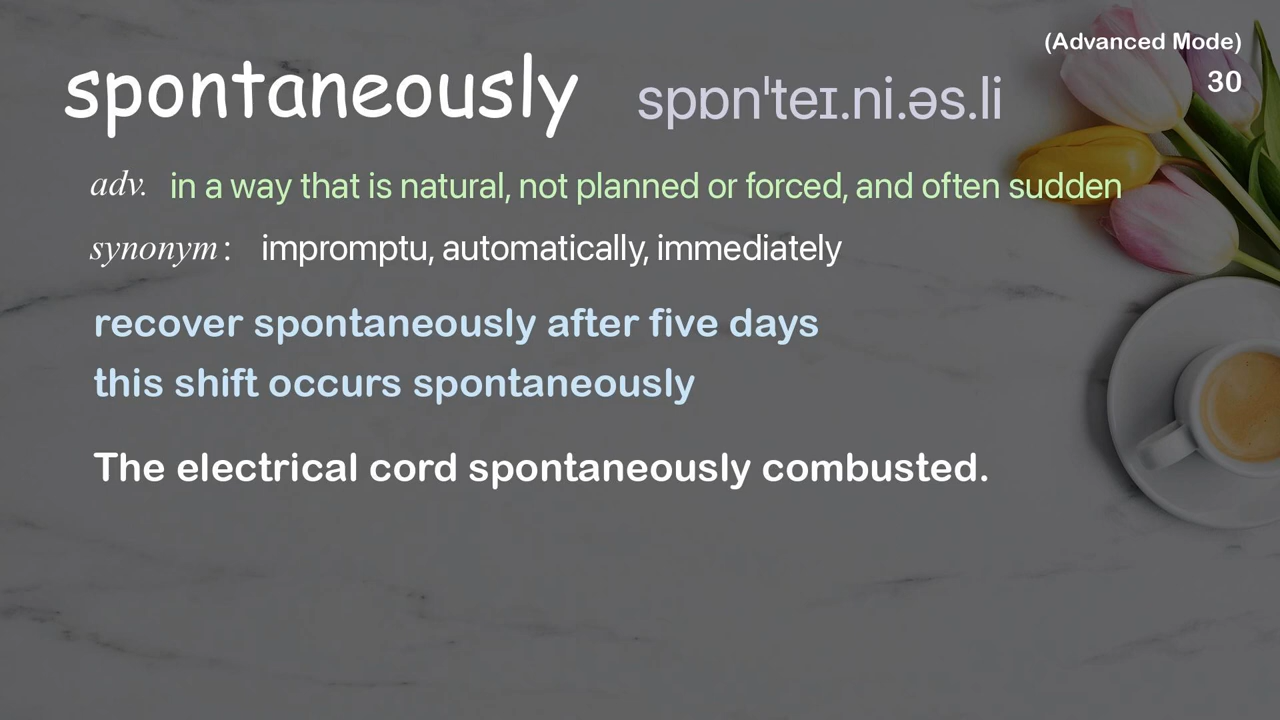 (Advanced Mode)
30
spontaneously spɒnˈteɪ.ni.əs.li
adv. in a way that is natural, not planned or forced, and often sudden
synonym: impromptu, automatically, immediately
recover spontaneously after five days
this shift occurs spontaneously
The electrical cord spontaneously combusted.